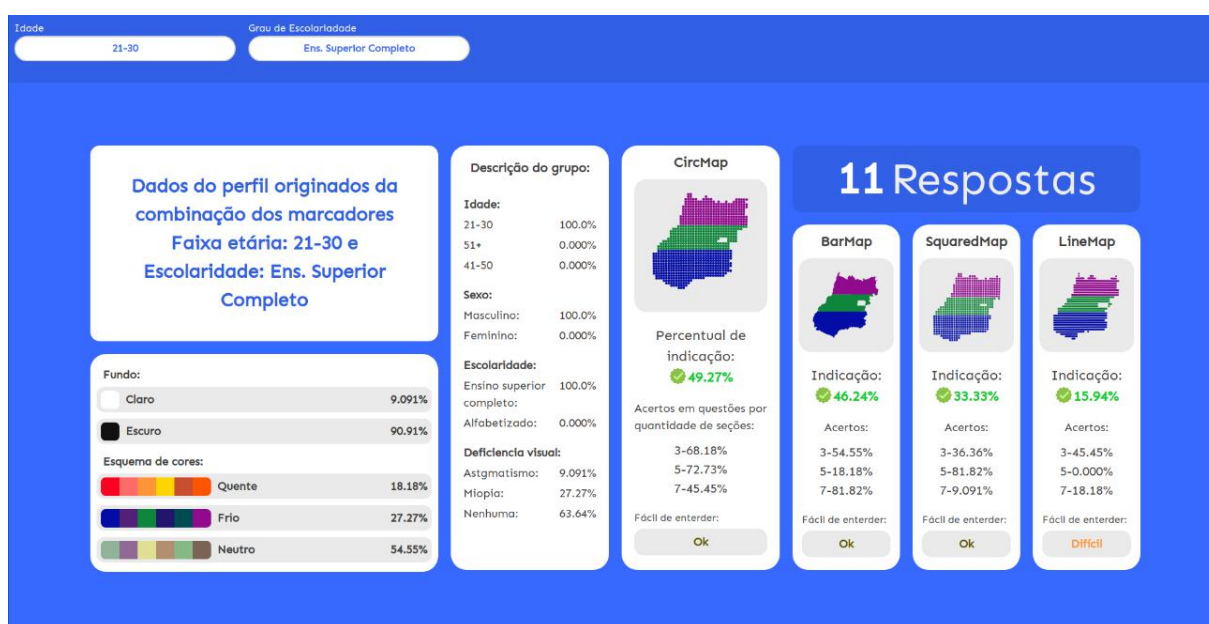 Idade
21-30
Grau de Escolariadade
Ens. Superior Completo
Dados do perfil originados da
combinação dos marcadores
Faixa etária: 21-30 e
Escolaridade: Ens. Superior
Completo
Fundo:
Claro 9.091%
Escuro 90.91%
Esquema de cores:
Quente 18.18%
Frio 27.27%
Neutro 54.55%
Descrição do grupo:
Idade:
21-30 100.0%
51+ 0.000%
41-50 0.000%
Sexo:
Masculino: 100.0%
Feminino: 0.000%
Escolaridade:
Ensino superior 100.0%
completo:
Alfabetizado: 0.000%
Deficiencia visual:
Astgmatismo: 9.091%
Miopia: 27.27%
Nenhuma: 63.64%
CircMap
Percentual de
indicação:
49.27%
Acertos em questões por
quantidade de seções:
3-68.18%
5-72.73%
7-45.45%
Fácil de enterder:
Ok
11 Respostas
BarMap
Indicação:
46.24%
Acertos:
3-54.55%
5-18.18%
7-81.82%
Fácil de enterder:
Ok
SquaredMap
Indicação:
33.33%
Acertos:
3-36.36%
5-81.82%
7-9.091%
Fácil de enterder:
Ok
LineMap
Indicação:
15.94%
Acertos:
3-45.45%
5-0.000%
7-18.18%
Fácil de enterder:
Difícil